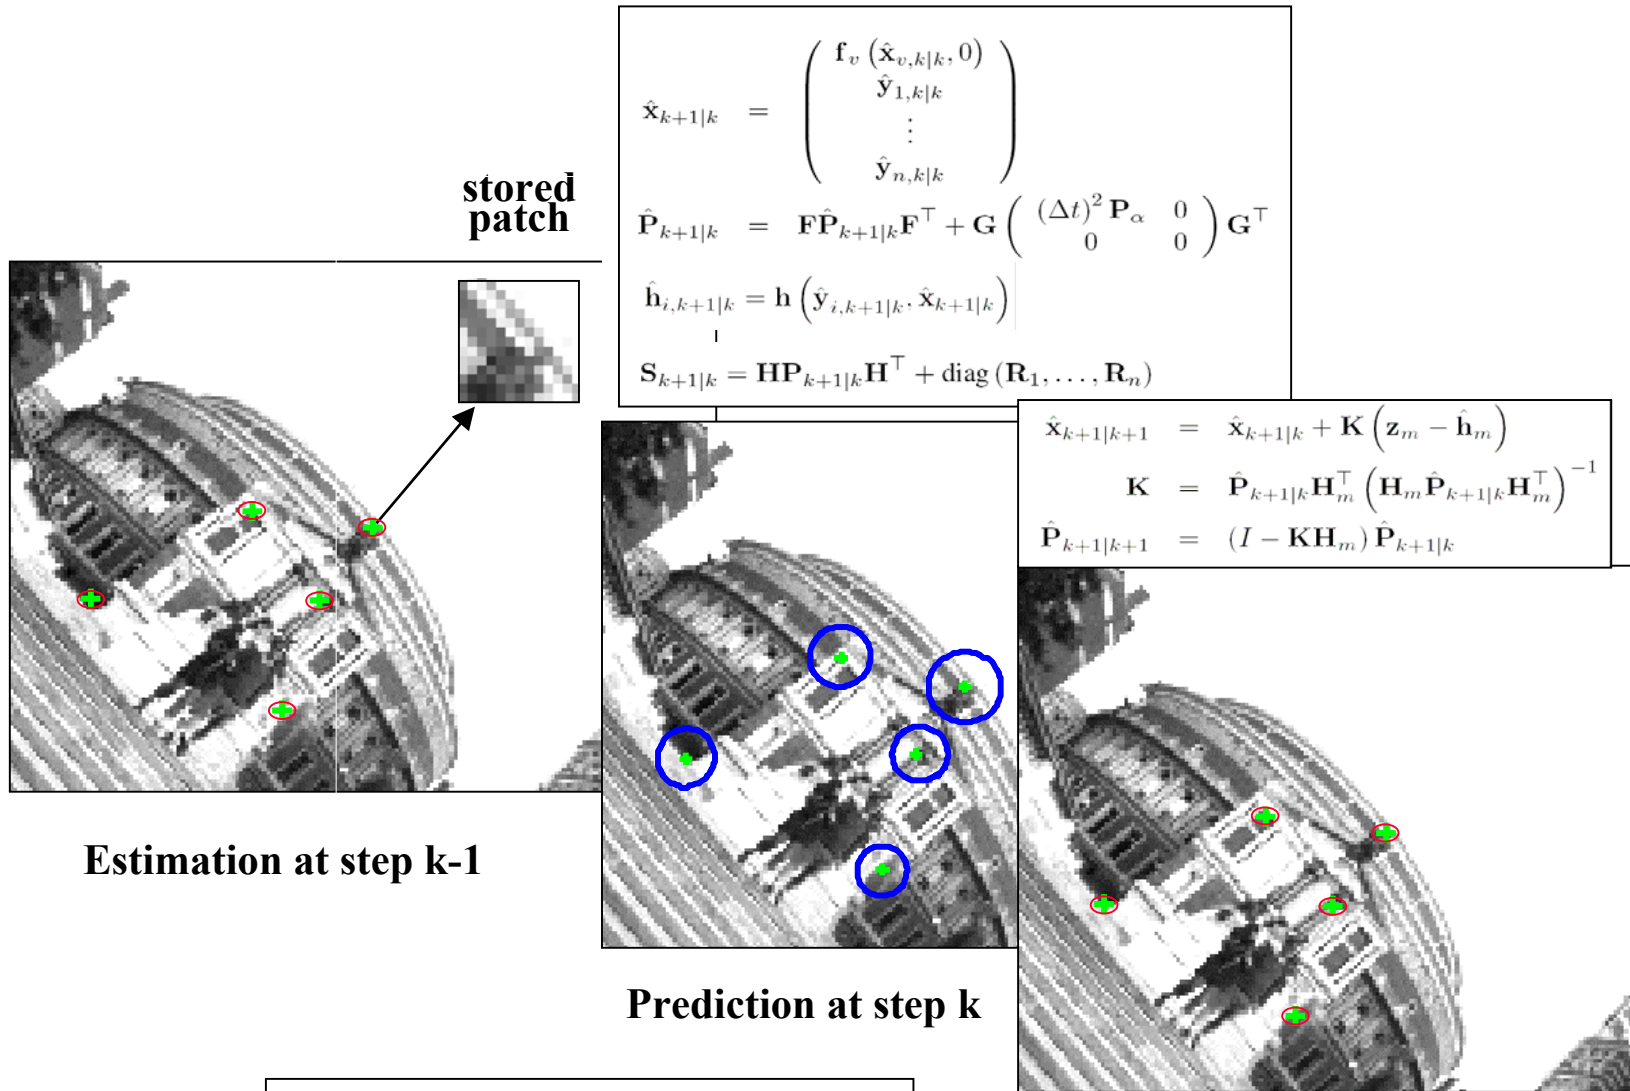 x̂ₖ₊₁|ₖ = ( f_v (x̂_{v,k|k}, 0)
ŷ_{1,k|k}
⋮
ŷ_{n,k|k} )
P̂_{k+1|k} = F P̂_{k+1|k} F^⊤ + G ( (Δt)² P_α 0
0 0 ) G^⊤
ĥ_{i,k+1|k} = h ( ŷ_{i,k+1|k}, x̂_{k+1|k} )
S_{k+1|k} = H P_{k+1|k} H^⊤ + diag (R_1, …, R_n)
stored
patch
x̂_{k+1|k+1} = x̂_{k+1|k} + K ( z_m − ĥ_m )
K = P̂_{k+1|k} H_m^⊤ ( H_m P̂_{k+1|k} H_m^⊤ )^{−1}
P̂_{k+1|k+1} = (I − KH_m) P̂_{k+1|k}
Estimation at step k-1
Prediction at step k